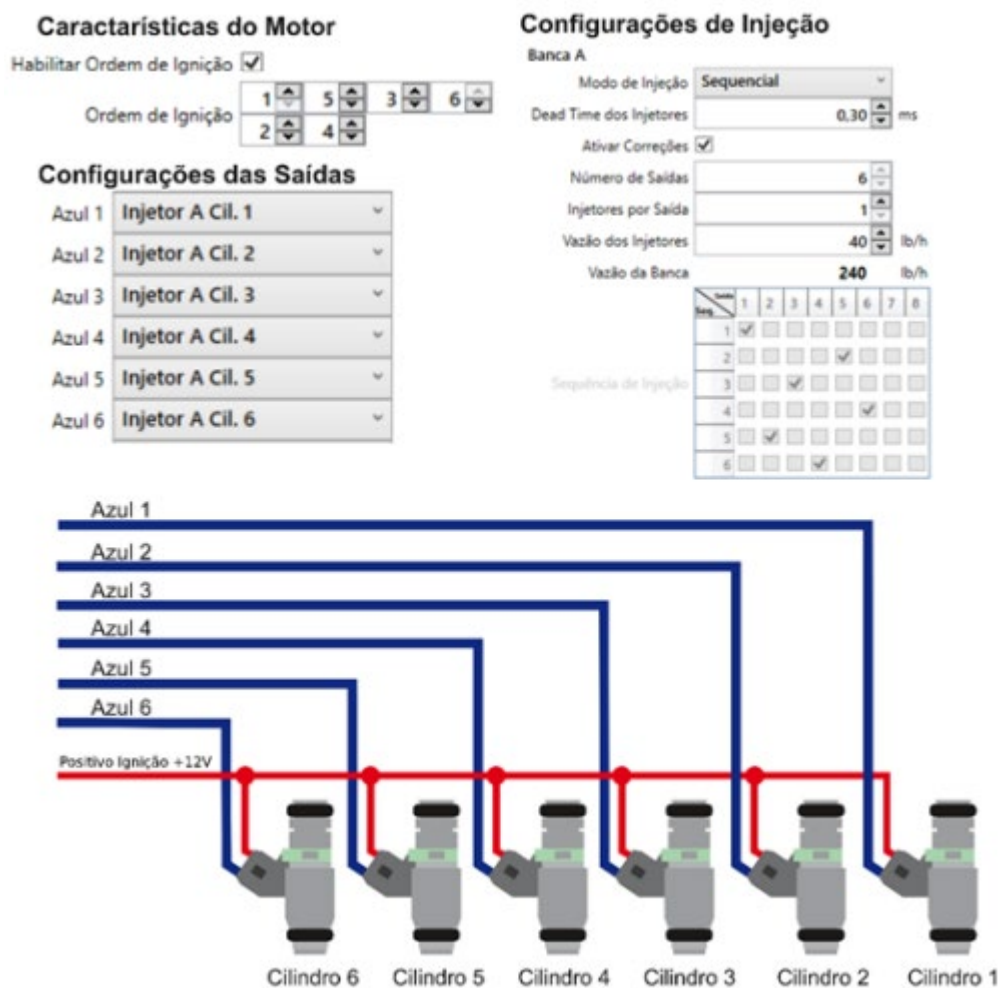 Caractarísticas do Motor
Habilitar Ordem de Ignição
Ordem de Ignição
1 5 3 6
2 4
Configurações das Saídas
Azul 1 Injetor A Cil. 1
Azul 2 Injetor A Cil. 2
Azul 3 Injetor A Cil. 3
Azul 4 Injetor A Cil. 4
Azul 5 Injetor A Cil. 5
Azul 6 Injetor A Cil. 6
Configurações de Injeção
Banca A
Modo de Injeção Sequencial
Dead Time dos Injetores 0,30 ms
Ativar Correções
Número de Saídas 6
Injetores por Saída 1
Vazão dos Injetores 40 lb/h
Vazão da Banca 240 lb/h
Sequência de Injeção
Saída
Seq. 1 2 3 4 5 6 7 8
1
2
3
4
5
6
Azul 1
Azul 2
Azul 3
Azul 4
Azul 5
Azul 6
Positivo Ignição +12V
Cilindro 6 Cilindro 5 Cilindro 4 Cilindro 3 Cilindro 2 Cilindro 1